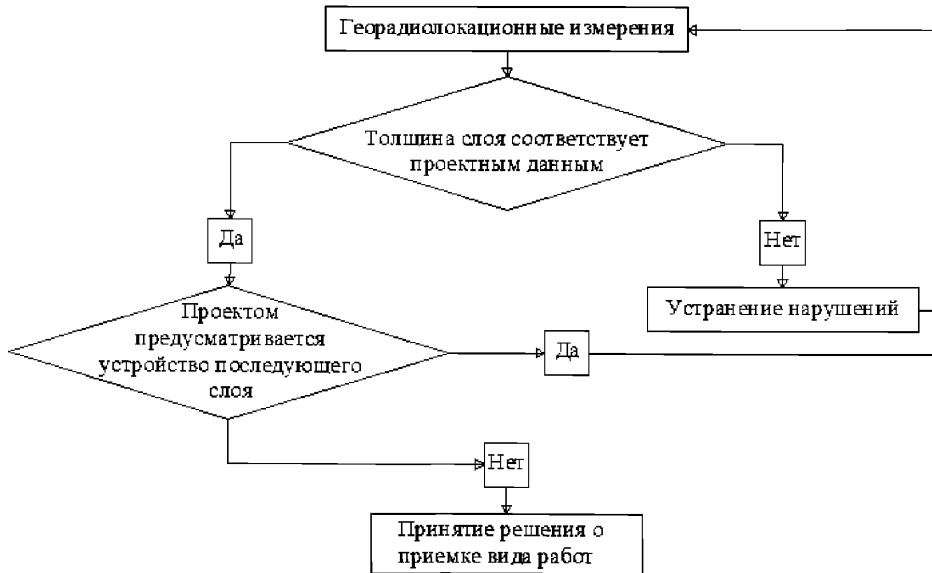 Георадиолокационные измерения
Толщина слоя соответствует
проектным данным
Да
Нет
Проектом
предусматривается
устройство последующего
слоя
Устранение нарушений
Да
Нет
Принятие решения о
приемке вида работ